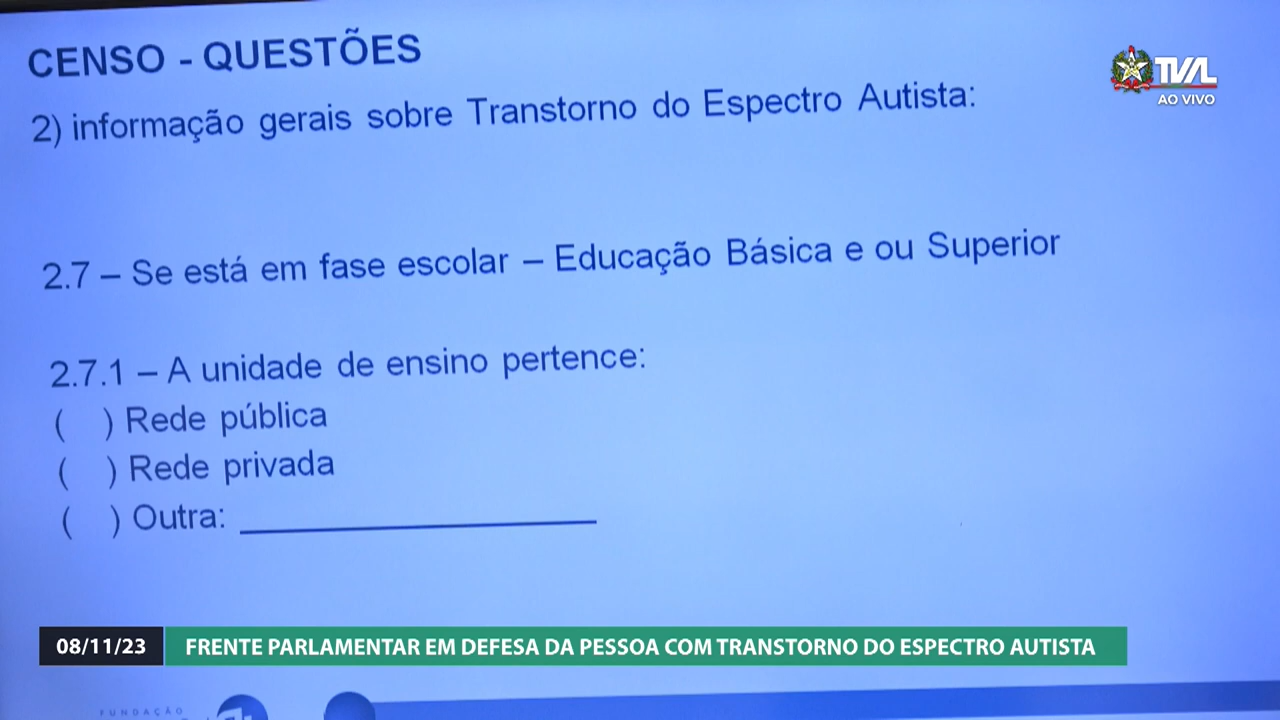 CENSO - QUESTÕES
TVAL
AO VIVO
2) informação gerais sobre Transtorno do Espectro Autista:
2.7 – Se está em fase escolar – Educação Básica e ou Superior
2.7.1 – A unidade de ensino pertence:
( ) Rede pública
( ) Rede privada
( ) Outra: ____________________
08/11/23
FRENTE PARLAMENTAR EM DEFESA DA PESSOA COM TRANSTORNO DO ESPECTRO AUTISTA
FUNDAÇÃO